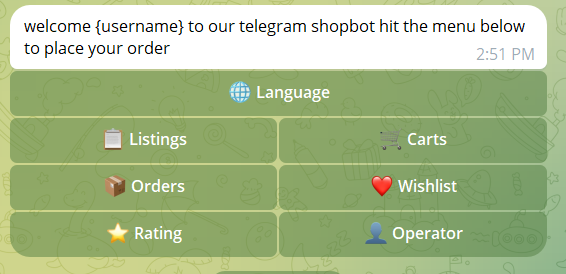 welcome {username} to our telegram shopbot hit the menu below
to place your order
2:51 PM
Language
Listings
Carts
Orders
Wishlist
Rating
Operator